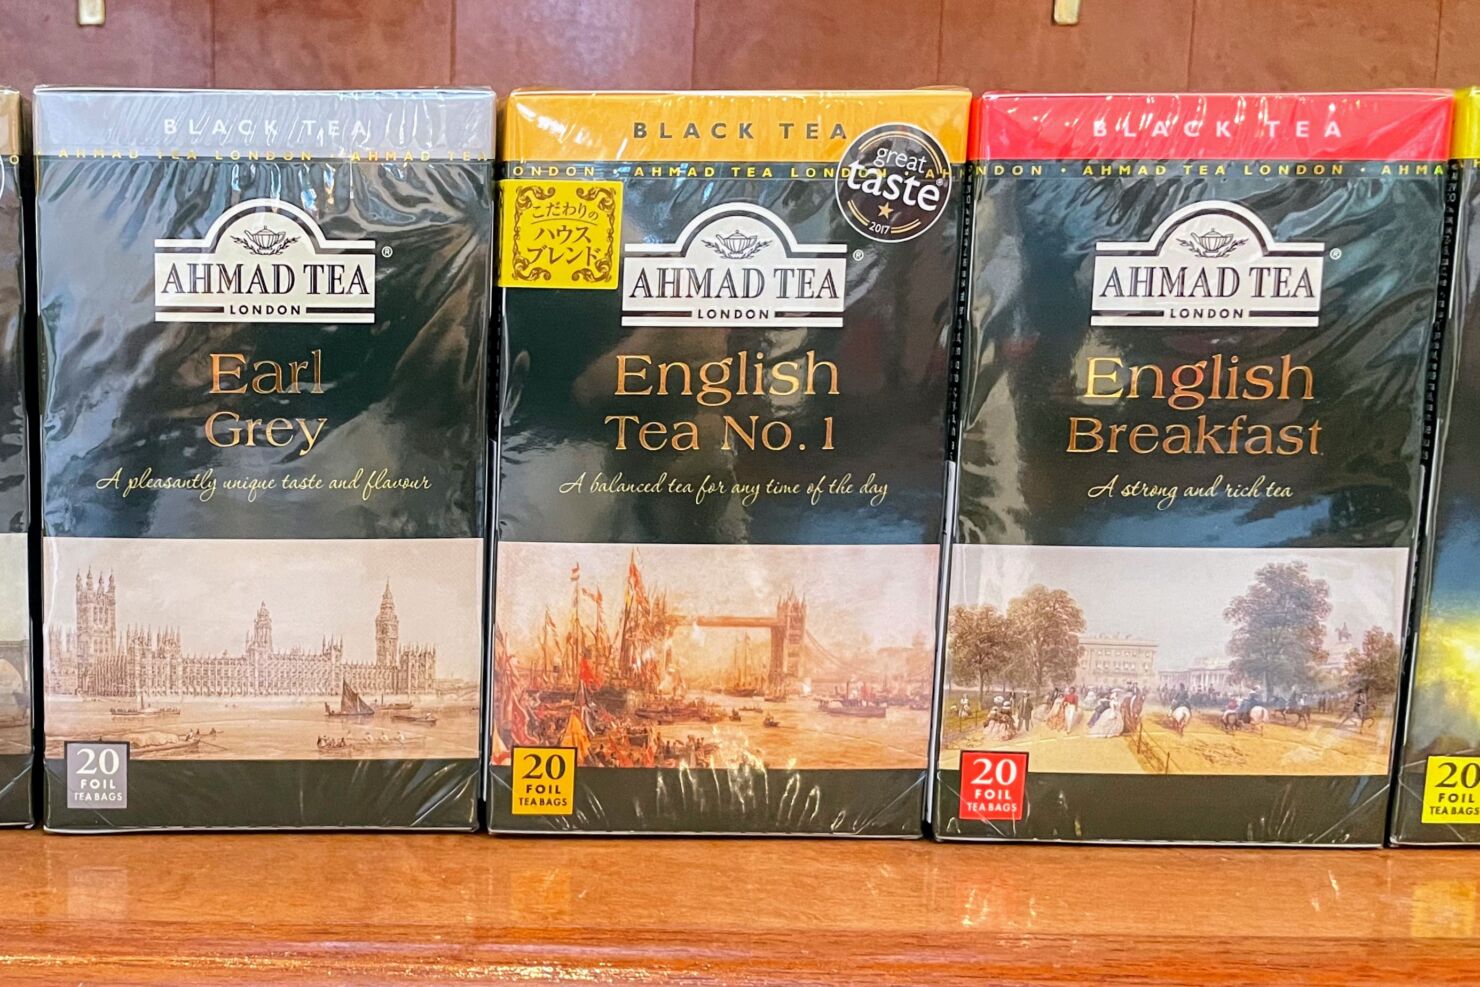 BLACK TEA
AHMAD TEA LONDON · AHMAD TEA
AHMAD TEA
®
LONDON
Earl
Grey
A pleasantly unique taste and flavour
20
FOIL
TEA BAGS
BLACK TEA
ONDON · AHMAD TEA LONDON
great
taste
2017
こだわりの
ハウス
ブレンド
AHMAD TEA
®
LONDON
English
Tea No. 1
A balanced tea for any time of the day
20
FOIL
TEA BAGS
BLACK TEA
NDON · AHMAD TEA LONDON · AHMA
AHMAD TEA
®
LONDON
English
Breakfast
A strong and rich tea
20
FOIL
TEA BAGS
20
FOIL
TEA BAGS